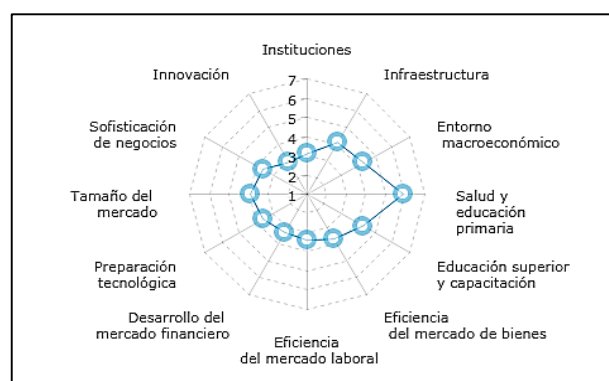 Instituciones
Innovación
Infraestructura
7
6
5
4
3
2
1
Sofisticación
de negocios
Entorno
macroeconómico
Tamaño del
mercado
Salud y
educación
primaria
Preparación
tecnológica
Educación superior
y capacitación
Desarrollo del
mercado financiero
Eficiencia
del mercado de bienes
Eficiencia
del mercado laboral